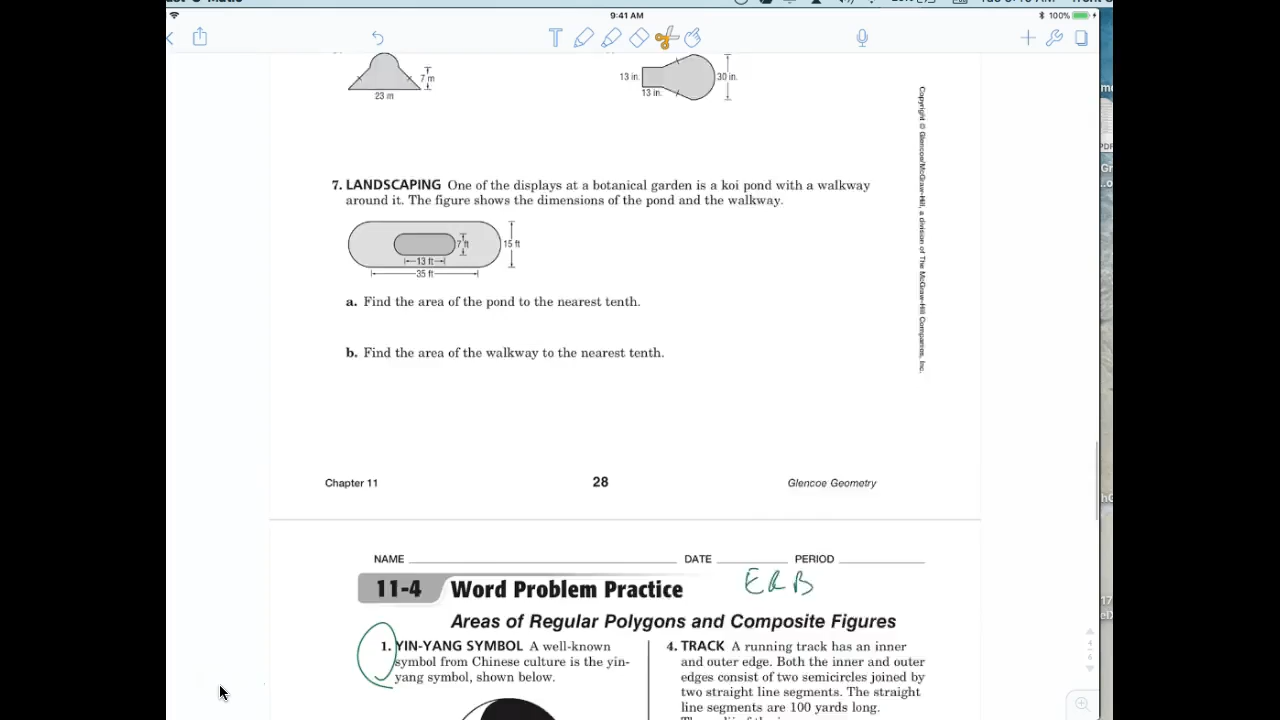 9:41 AM
100%
T
7 m
23 m
13 in.
30 in.
13 in.
7. LANDSCAPING One of the displays at a botanical garden is a koi pond with a walkway
around it. The figure shows the dimensions of the pond and the walkway.
7 ft
15 ft
13 ft
35 ft
a. Find the area of the pond to the nearest tenth.
b. Find the area of the walkway to the nearest tenth.
Copyright © Glencoe/McGraw-Hill, a division of The McGraw-Hill Companies, Inc.
Chapter 11
28
Glencoe Geometry
NAME
DATE
PERIOD
11-4 Word Problem Practice
ERB
Areas of Regular Polygons and Composite Figures
1. YIN-YANG SYMBOL A well-known
symbol from Chinese culture is the yin-
yang symbol, shown below.
4. TRACK A running track has an inner
and outer edge. Both the inner and outer
edges consist of two semicircles joined by
two straight line segments. The straight
line segments are 100 yards long.